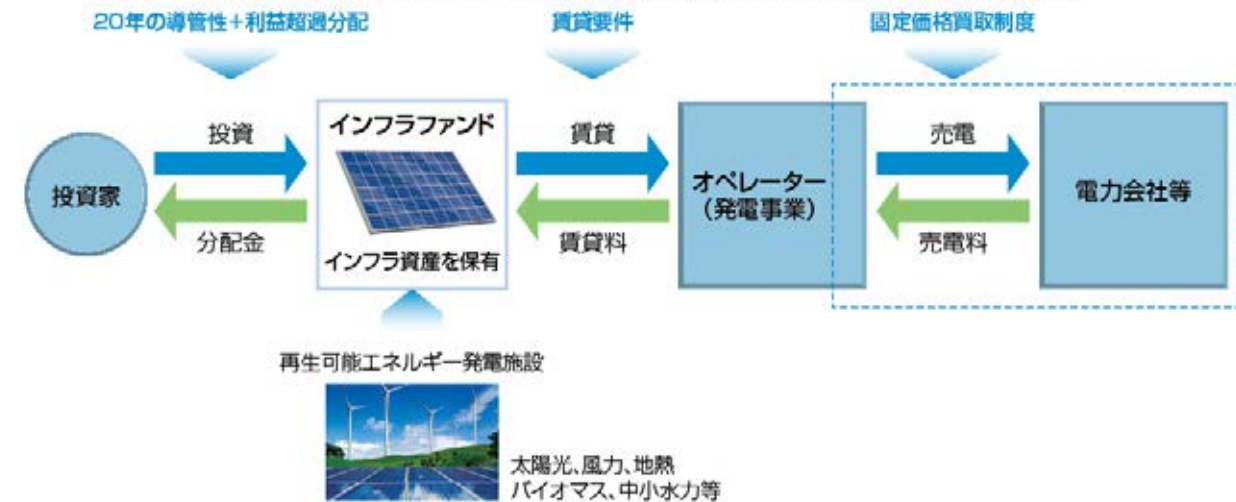 20年の導管性+利益超過分配
賃貸要件
固定価格買取制度
投資家
投資
分配金
インフラファンド
インフラ資産を保有
賃貸
賃貸料
オペレーター
(発電事業)
売電
売電料
電力会社等
再生可能エネルギー発電施設
太陽光、風力、地熱
バイオマス、中小水力等